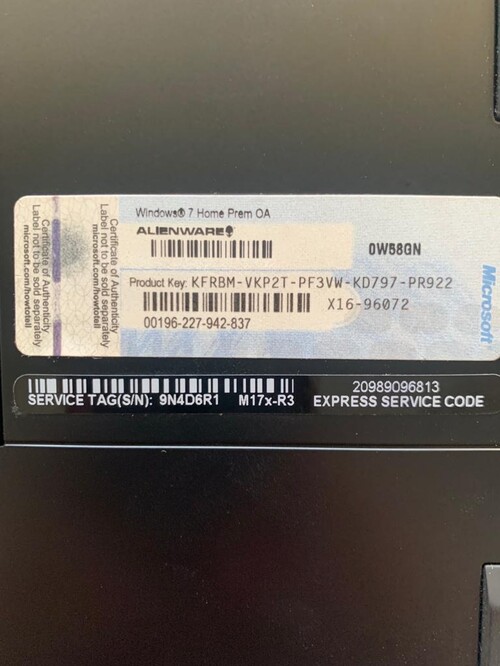 Windows® 7 Home Prem OA
ALIENWARE
0W58GN
Product Key: KFRBM-VKP2T-PF3VW-KD797-PR922
X16-96072
00196-227-942-837
Microsoft
Certificate of Authenticity
Label not to be sold separately
www.microsoft.com/howtotell
Certificate of Authenticity
Label not to be sold separately
www.microsoft.com/howtotell
SERVICE TAG(S/N): 9N4D6R1 M17x-R3
20989096813
EXPRESS SERVICE CODE